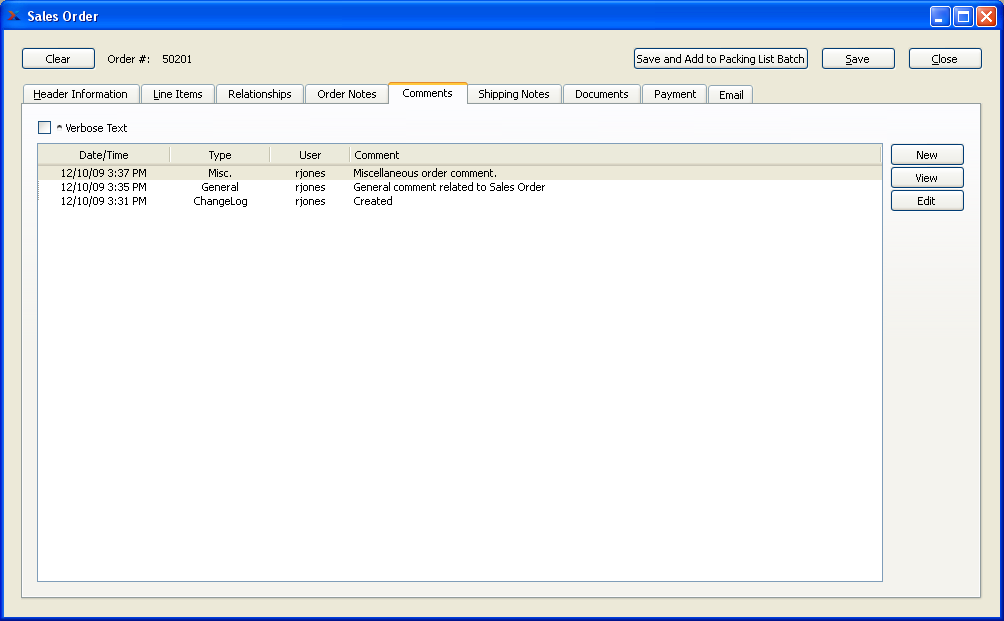 Sales Order
Clear Order #: 50201 Save and Add to Packing List Batch Save Close
Header Information Line Items Relationships Order Notes Comments Shipping Notes Documents Payment Email
^ Verbose Text
Date/Time Type User Comment New
12/10/09 3:37 PM Misc. rjones Miscellaneous order comment.
12/10/09 3:35 PM General rjones General comment related to Sales Order View
12/10/09 3:31 PM ChangeLog rjones Created Edit